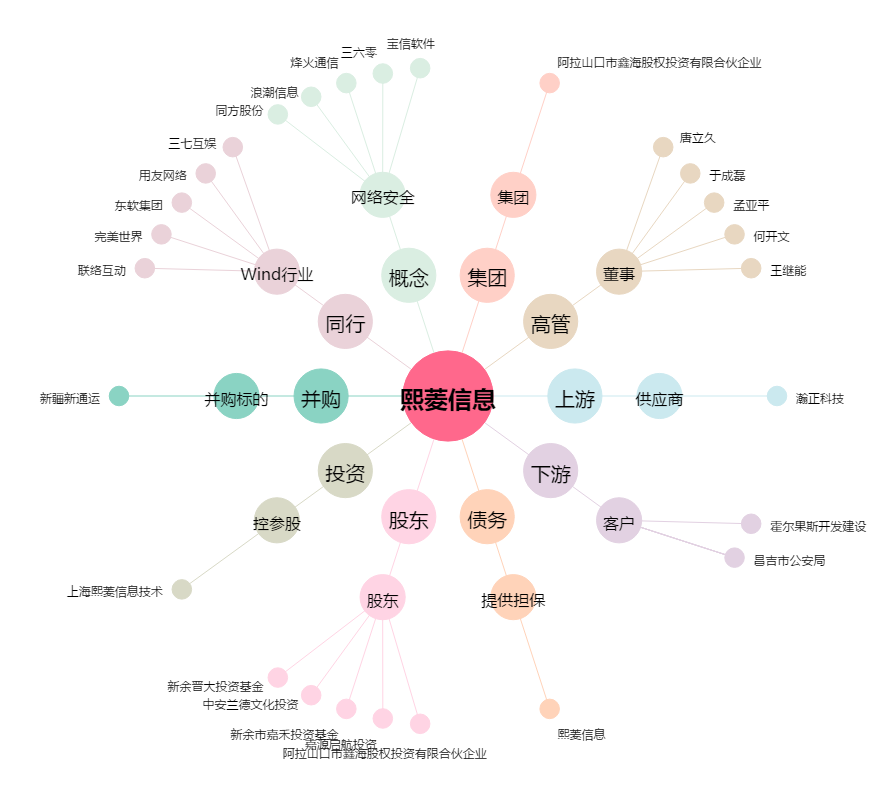 宝信软件
三六零
烽火通信
阿拉山口市鑫海股权投资有限合伙企业
浪潮信息
同方股份
唐立久
三七互娱
用友网络
于成磊
网络安全
集团
东软集团
孟亚平
完美世界
何开文
联络互动
Wind行业
概念
集团
董事
王继能
同行
高管
新疆新通运
并购标的
并购
熙菱信息
上游
供应商
瀚正科技
投资
下游
股东
债务
控参股
客户
霍尔果斯开发建设
昌吉市公安局
上海熙菱信息技术
股东
提供担保
新余晋大投资基金
中安兰德文化投资
新余市嘉禾投资基金
嘉源启航投资
熙菱信息
阿拉山口市鑫海股权投资有限合伙企业